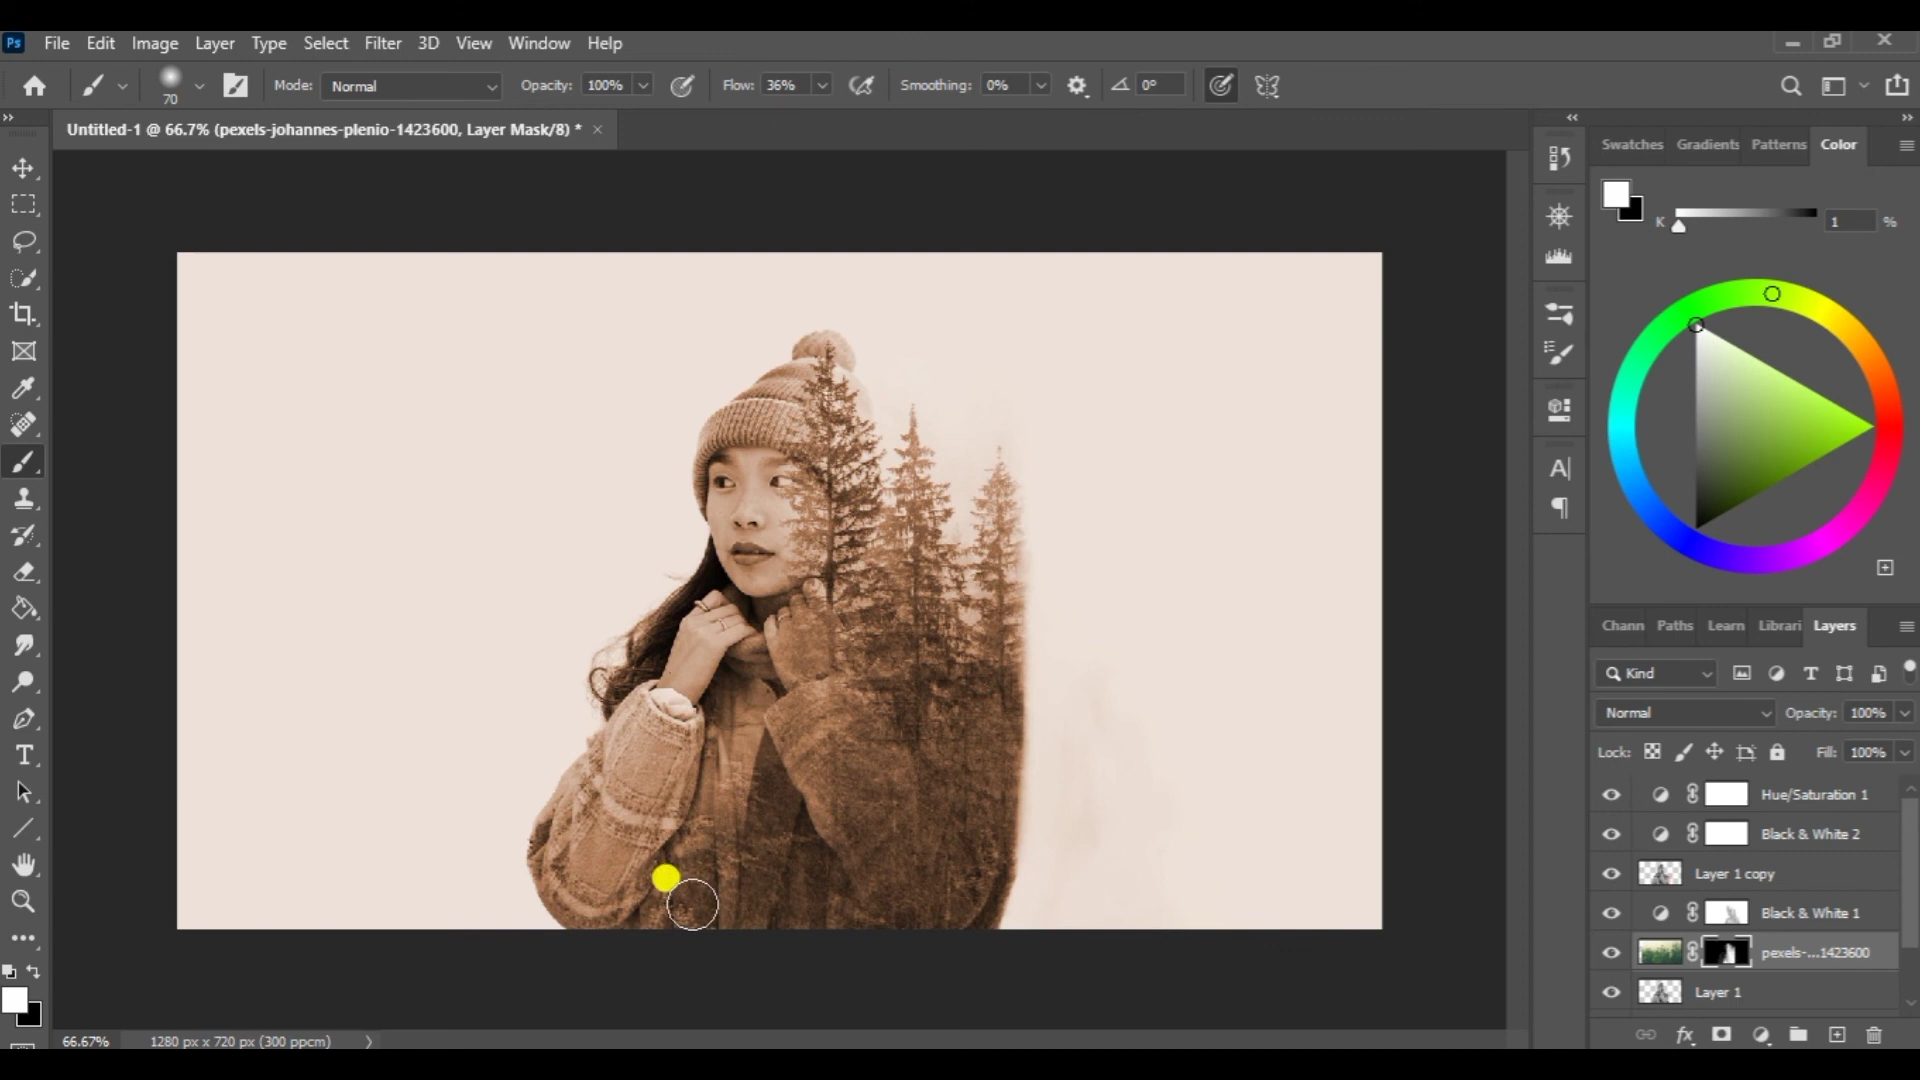 Ps File Edit Image Layer Type Select Filter 3D View Window Help
70 Mode: Normal Opacity: 100% Flow: 36% Smoothing: 0% 0°
Untitled-1 @ 66.7% (pexels-johannes-plenio-1423600, Layer Mask/8) * ×
Swatches Gradients Patterns Color
K 1 %
A|
Chann Paths Learn Librari Layers
Kind
Normal Opacity: 100%
Lock: Fill: 100%
Hue/Saturation 1
Black & White 2
Layer 1 copy
Black & White 1
pexels-...1423600
Layer 1
fx
66.67% 1280 px x 720 px (300 ppcm)